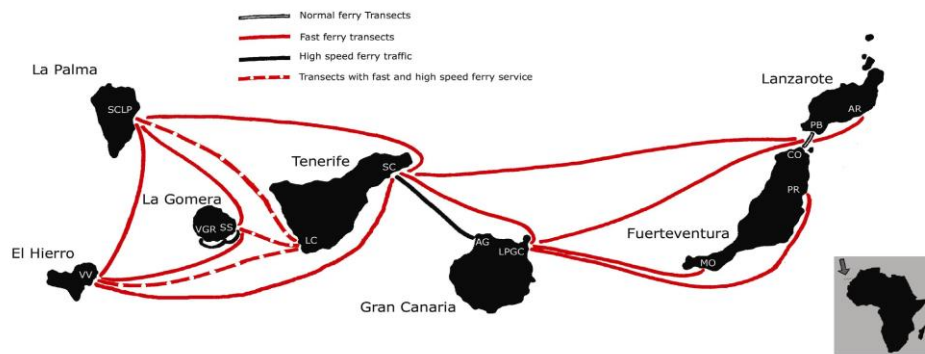 Normal ferry Transects
Fast ferry transects
High speed ferry traffic
Transects with fast and high speed ferry service
La Palma
SCLP
Lanzarote
AR
PB
CO
Tenerife
SC
PR
La Gomera
VGR SS
LC
AG
LPGC
Fuerteventura
MO
El Hierro
VV
Gran Canaria